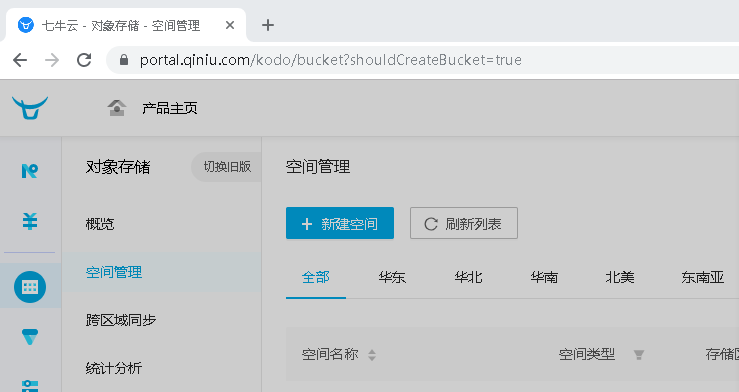 七牛云 - 对象存储 - 空间管理
portal.qiniu.com/kodo/bucket?shouldCreateBucket=true
产品主页
对象存储 切换旧版
空间管理
概览
新建空间 刷新列表
空间管理
全部 华东 华北 华南 北美 东南亚
跨区域同步
空间名称 空间类型 存储
统计分析